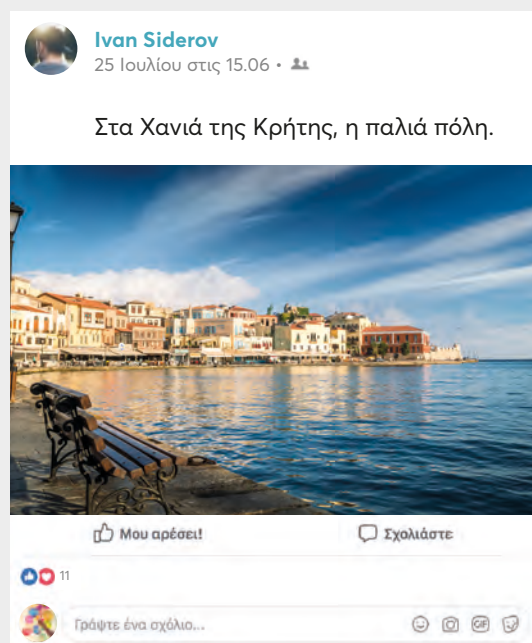 Ivan Siderov
25 Ιουλίου στις 15.06 •
Στα Χανιά της Κρήτης, η παλιά πόλη.
Μου αρέσει!
Σχολιάστε
11
Γράψτε ένα σχόλιο...
GIF